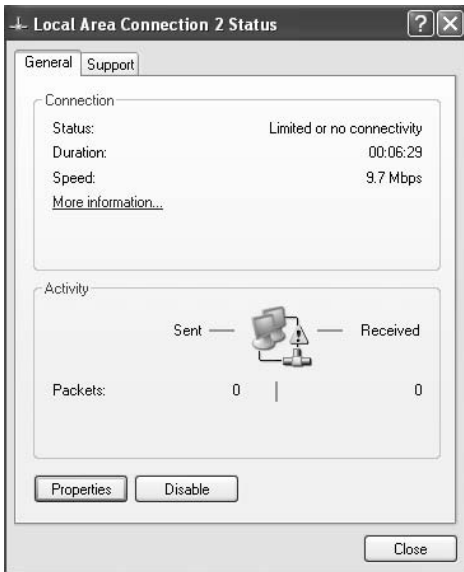 Local Area Connection 2 Status
General Support
Connection
Status: Limited or no connectivity
Duration: 00:06:29
Speed: 9.7 Mbps
More information...
Activity
Sent — — Received
Packets: 0 | 0
Properties Disable
Close